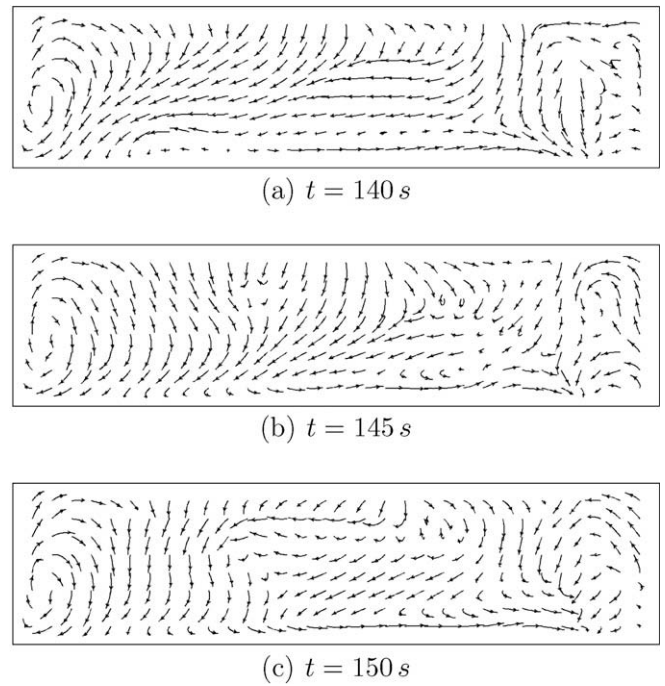 (a) t = 140 s
(b) t = 145 s
(c) t = 150 s